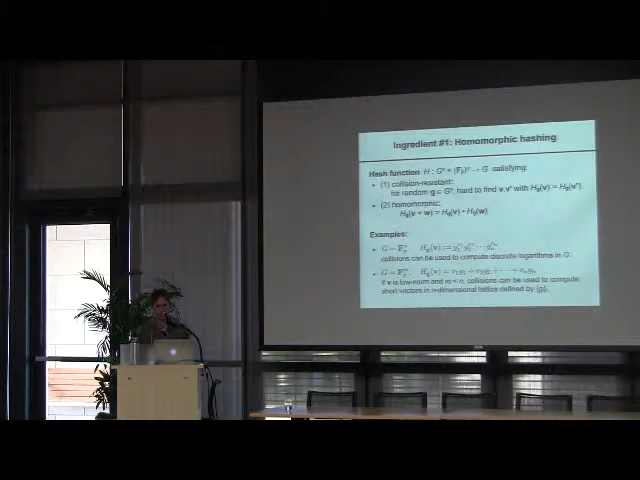 Ingredient #1: Homomorphic hashing
Hash function H : Gⁿ × (F_p)ⁿ → G satisfying:
• (1) collision-resistant:
for random g ∈ Gⁿ, hard to find v,v' with H_g(v) = H_g(v').
• (2) homomorphic:
H_g(v + w) = H_g(v) • H_g(w)
Examples:
collisions can be used to compute discrete logarithms in G.
If v is low-norm and m < n, collisions can be used to compute
short vectors in n-dimensional lattice defined by {g}.